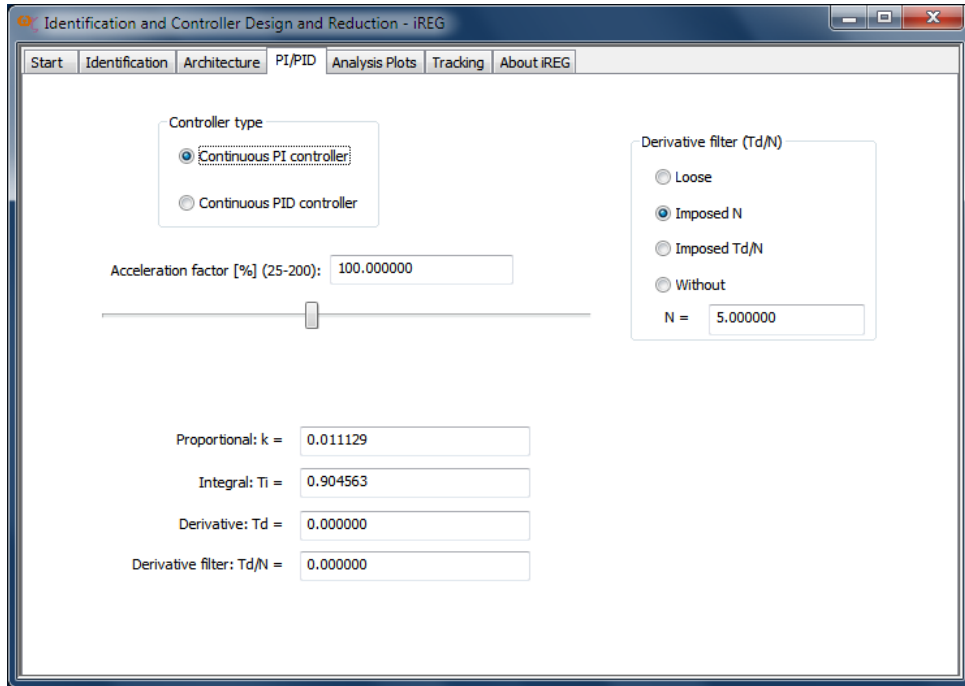 Identification and Controller Design and Reduction - iREG
Start Identification Architecture PI/PID Analysis Plots Tracking About iREG
Controller type
Continuous PI controller
Continuous PID controller
Derivative filter (Td/N)
Loose
Imposed N
Imposed Td/N
Without
N = 5.000000
Acceleration factor [%] (25-200): 100.000000
Proportional: k = 0.011129
Integral: Ti = 0.904563
Derivative: Td = 0.000000
Derivative filter: Td/N = 0.000000